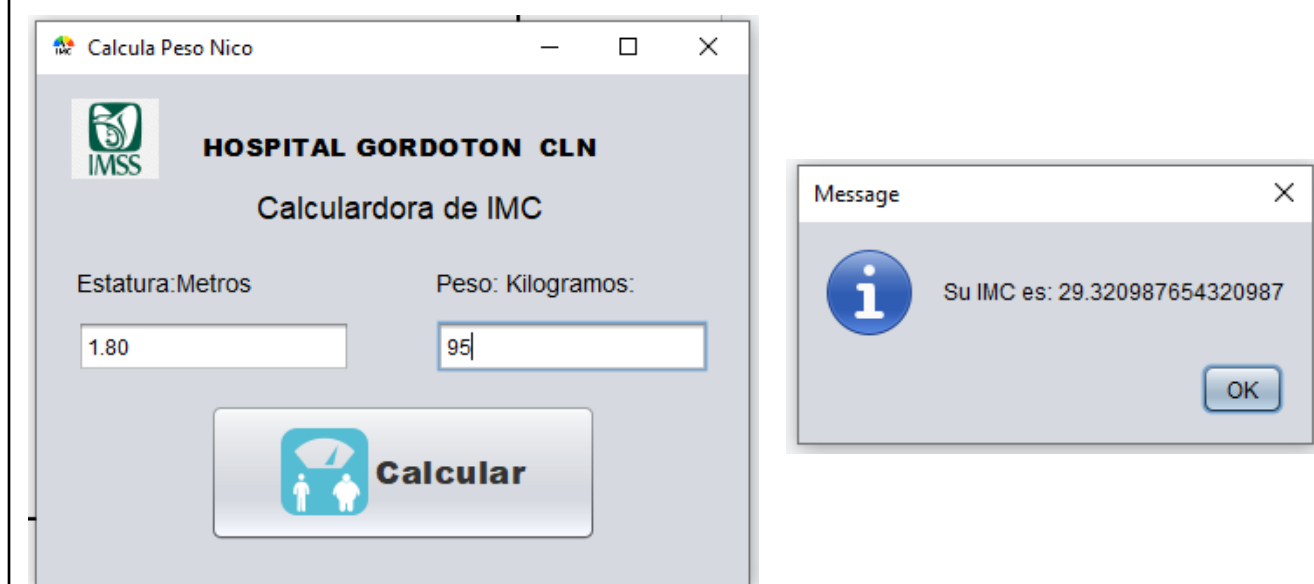 IMC Calcula Peso Nico
IMSS
HOSPITAL GORDOTON CLN
Calculardora de IMC
Estatura:Metros
Peso: Kilogramos:
1.80
95
Calcular
Message
Su IMC es: 29.320987654320987
OK